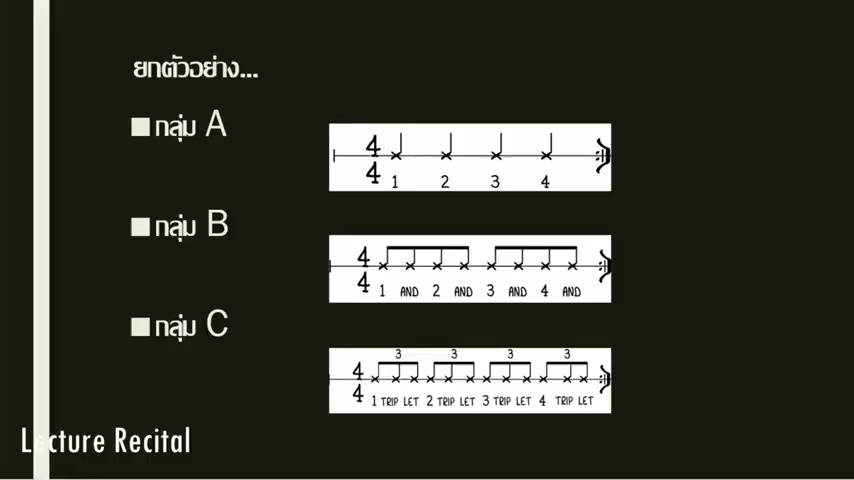 ยกตัวอย่าง...
■ กลุ่ม A
4 4
1 2 3 4
■ กลุ่ม B
4 4
1 AND 2 AND 3 AND 4 AND
■ กลุ่ม C
3 3 3 3
4 4
1 TRIP LET 2 TRIP LET 3 TRIP LET 4 TRIP LET
Lecture Recital